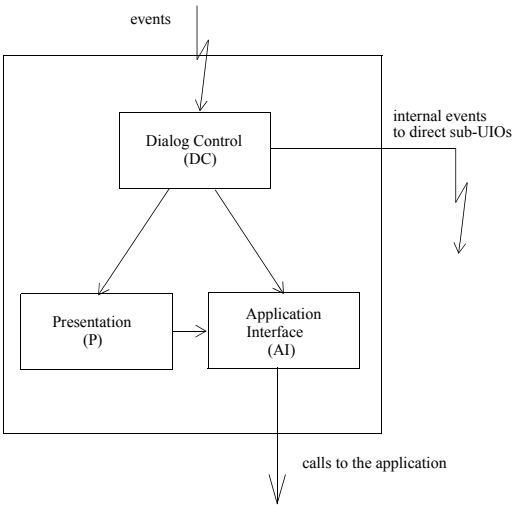 events
internal events
to direct sub-UIOs
Dialog Control
(DC)
Presentation
(P)
Application
Interface
(AI)
calls to the application